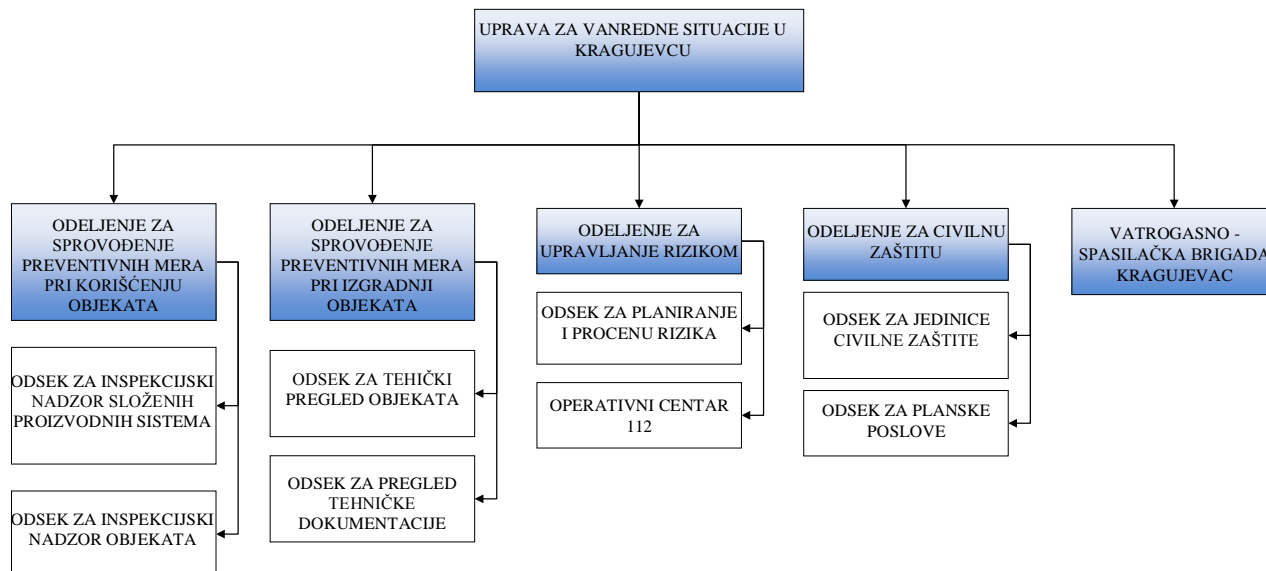 UPRAVA ZA VANREDNE SITUACIJE U
KRAGUJEVCU
ODELJENJE ZA
SPROVOĐENJE
PREVENTIVNIH MERA
PRI KORIŠĆENJU
OBJEKATA
ODSEK ZA INSPEKCIJSKI
NADZOR SLOŽENIH
PROIZVODNIH SISTEMA
ODSEK ZA INSPEKCIJSKI
NADZOR OBJEKATA
ODELJENJE ZA
SPROVOĐENJE
PREVENTIVNIH MERA
PRI IZGRADNJI
OBJEKATA
ODSEK ZA TEHIČKI
PREGLED OBJEKATA
ODSEK ZA PREGLED
TEHNIČKE
DOKUMENTACIJE
ODELJENJE ZA
UPRAVLJANJE RIZIKOM
ODSEK ZA PLANIRANJE
I PROCENU RIZIKA
OPERATIVNI CENTAR
112
ODELJENJE ZA CIVILNU
ZAŠTITU
ODSEK ZA JEDINICE
CIVILNE ZAŠTITE
ODSEK ZA PLANSKE
POSLOVE
VATROGASNO -
SPASILAČKA BRIGADA
KRAGUJEVAC